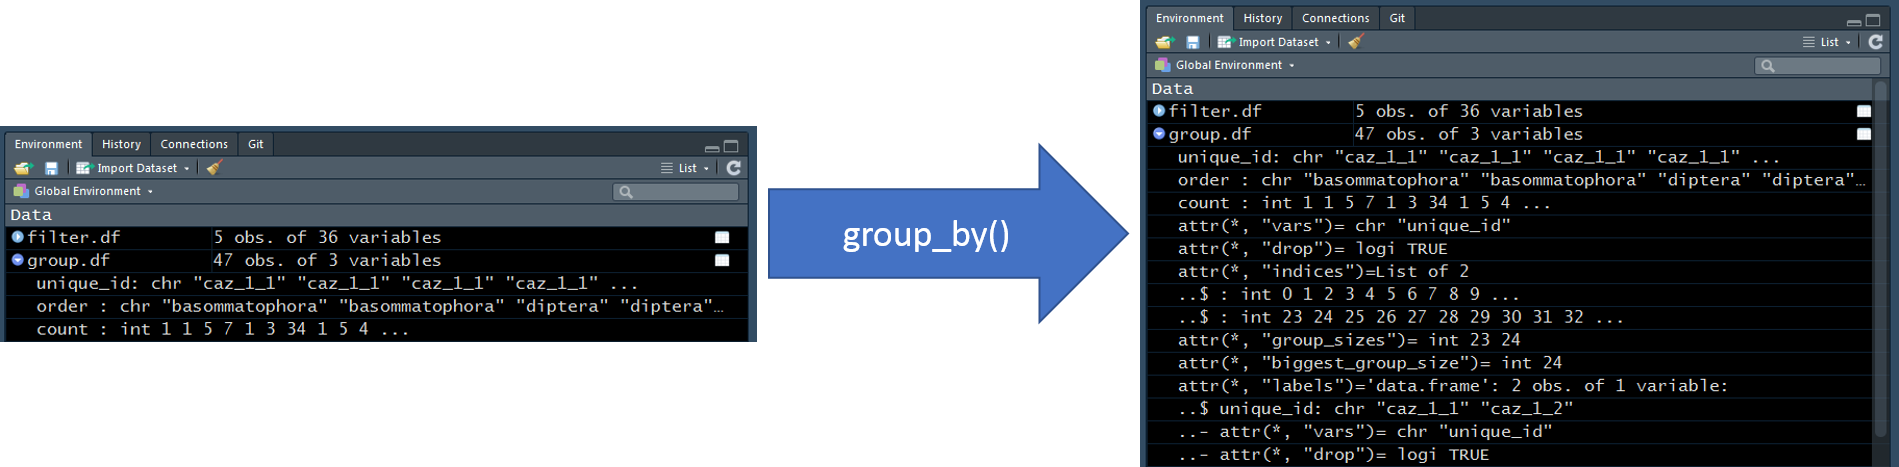 Environment History Connections Git
Import Dataset List
Global Environment
Data
filter.df 5 obs. of 36 variables
group.df 47 obs. of 3 variables
unique_id: chr "caz_1_1" "caz_1_1" "caz_1_1" "caz_1_1" ...
order : chr "basommatophora" "basommatophora" "diptera" "diptera"…
count : int 1 1 5 7 1 3 34 1 5 4 ...
group_by()
Environment History Connections Git
Import Dataset List
Global Environment
Data
filter.df 5 obs. of 36 variables
group.df 47 obs. of 3 variables
unique_id: chr "caz_1_1" "caz_1_1" "caz_1_1" "caz_1_1" ...
order : chr "basommatophora" "basommatophora" "diptera" "diptera"…
count : int 1 1 5 7 1 3 34 1 5 4 ...
attr(*, "vars")= chr "unique_id"
attr(*, "drop")= logi TRUE
attr(*, "indices")=List of 2
..$ : int 0 1 2 3 4 5 6 7 8 9 ...
..$ : int 23 24 25 26 27 28 29 30 31 32 ...
attr(*, "group_sizes")= int 23 24
attr(*, "biggest_group_size")= int 24
attr(*, "labels")='data.frame': 2 obs. of 1 variable:
..$ unique_id: chr "caz_1_1" "caz_1_2"
..- attr(*, "vars")= chr "unique_id"
..- attr(*, "drop")= logi TRUE